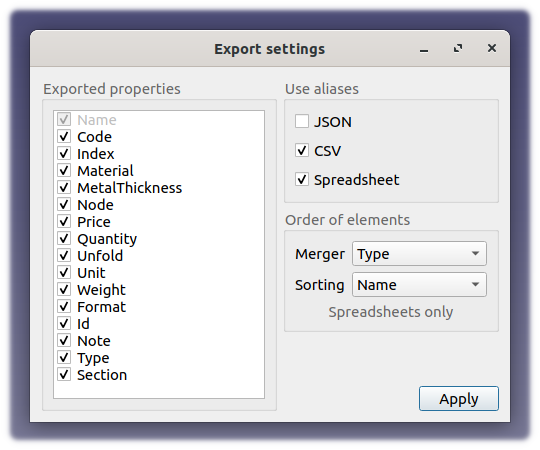 Export settings
Exported properties
Name
Code
Index
Material
MetalThickness
Node
Price
Quantity
Unfold
Unit
Weight
Format
Id
Note
Type
Section
Use aliases
JSON
CSV
Spreadsheet
Order of elements
Merger Type
Sorting Name
Spreadsheets only
Apply